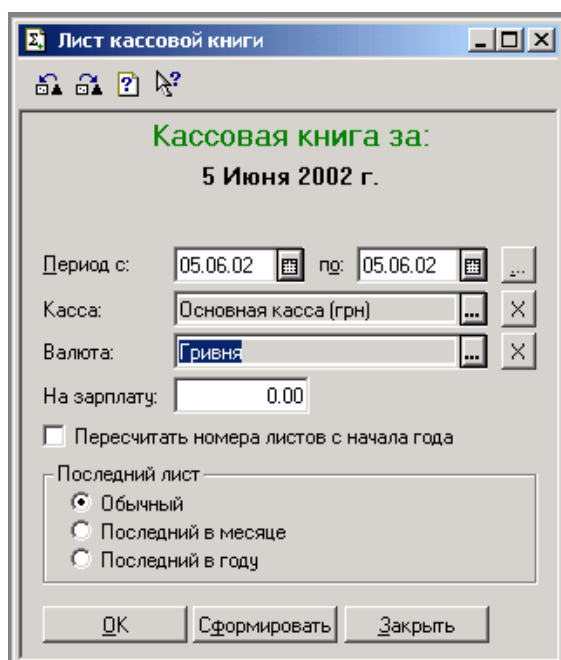 Лист кассовой книги
Кассовая книга за:
5 Июня 2002 г.
Период с: 05.06.02 по: 05.06.02 ...
Касса: Основная касса (грн) ... X
Валюта: Гривня ... X
На зарплату: 0.00
Пересчитать номера листов с начала года
Последний лист
Обычный
Последний в месяце
Последний в году
OK Сформировать Закрыть